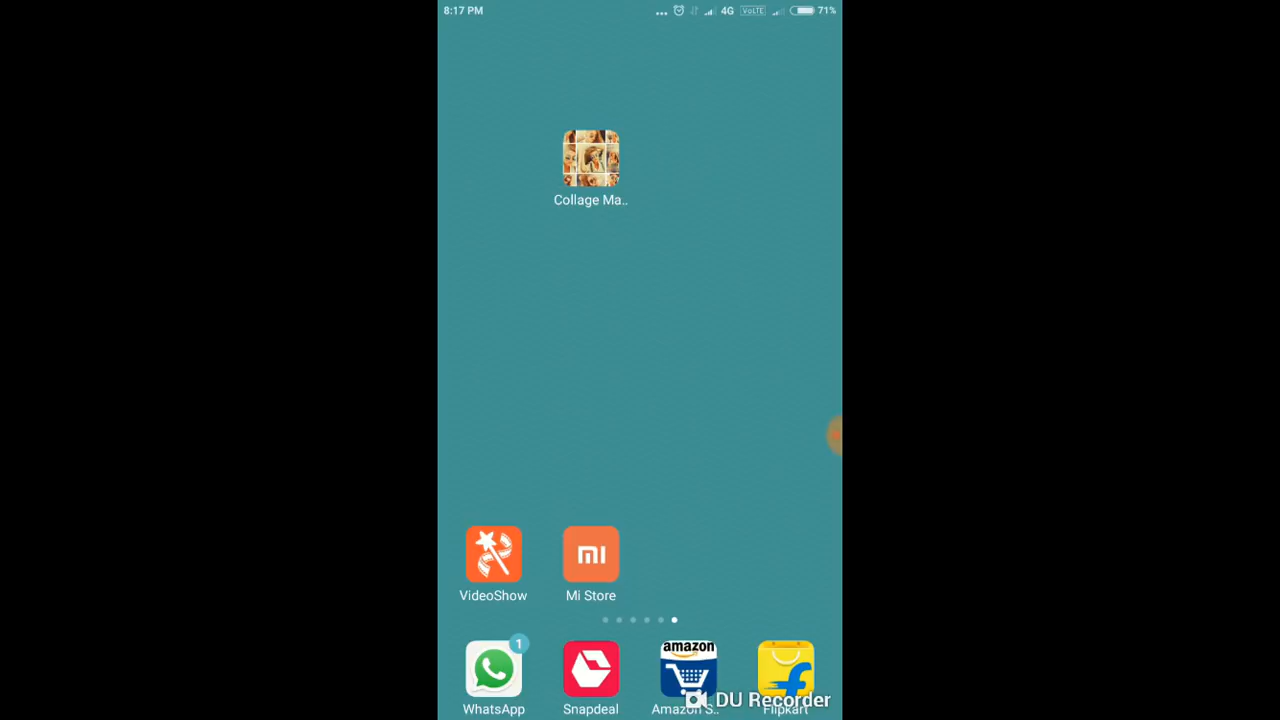 8:17 PM ... 4G VoLTE 71%
Collage Ma..
mi
VideoShow Mi Store
1
amazon
WhatsApp Snapdeal Amazon S.. Flipkart
DU Recorder